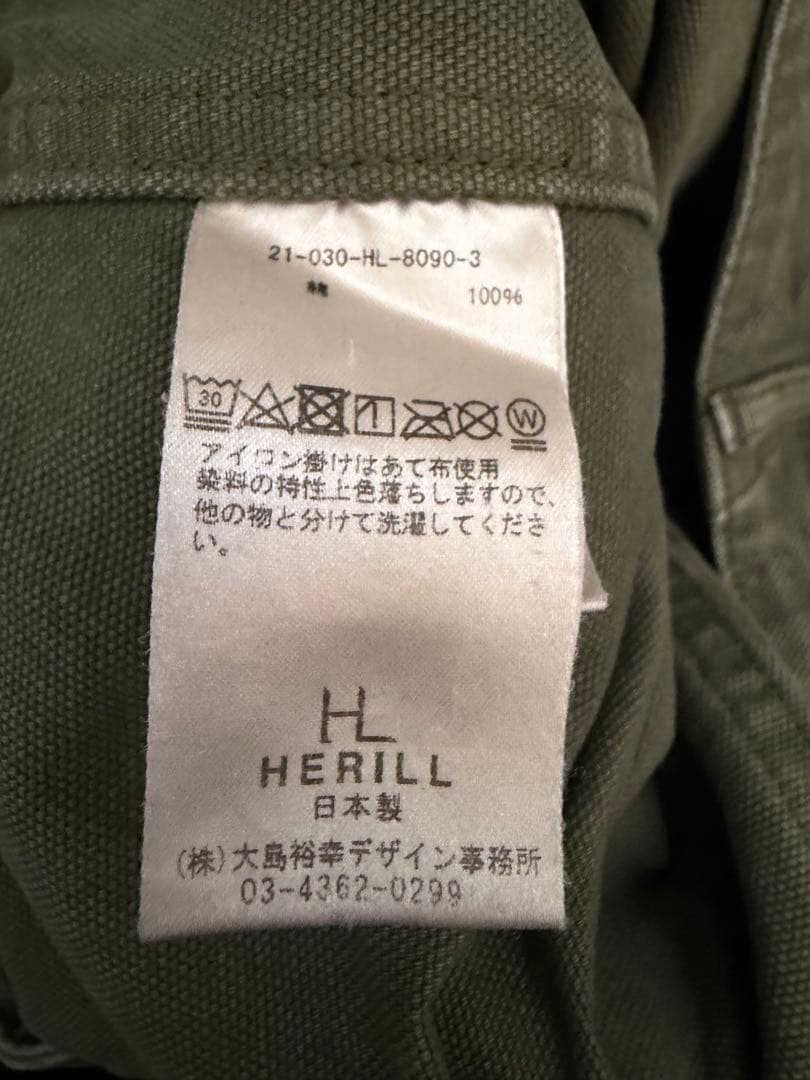 21-030-HL-8090-3
綿 100%
30 W
アイロン掛けはあて布使用
染料の特性上色落ちしますので、
他の物と分けて洗濯してくださ
い。
HL
HERILL
日本製
(株)大島裕幸デザイン事務所
03-4362-0299